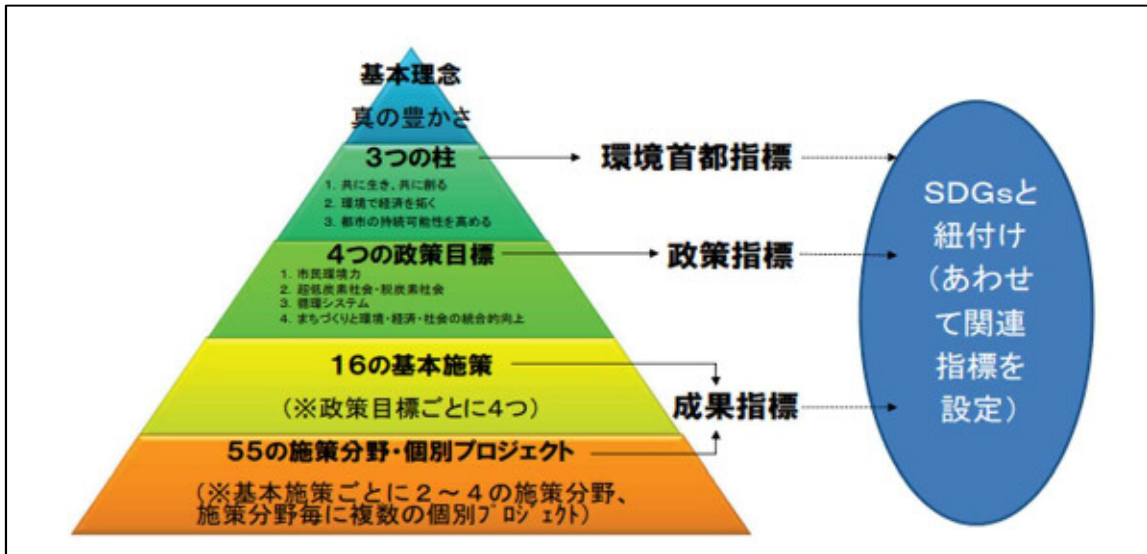 基本理念
真の豊かさ
3つの柱
1. 共に生き、共に創る
2. 環境で経済を拓く
3. 都市の持続可能性を高める
環境首都指標
4つの政策目標
1. 市民環境力
2. 超低炭素社会・脱炭素社会
3. 循環システム
4. まちづくりと環境・経済・社会の統合的向上
政策指標
16の基本施策
(※政策目標ごとに4つ)
成果指標
55の施策分野・個別プロジェクト
(※基本施策ごとに2～4の施策分野、
施策分野毎に複数の個別プロジェクト)
SDGsと
紐付け
(あわせ
て関連
指標を
設定)